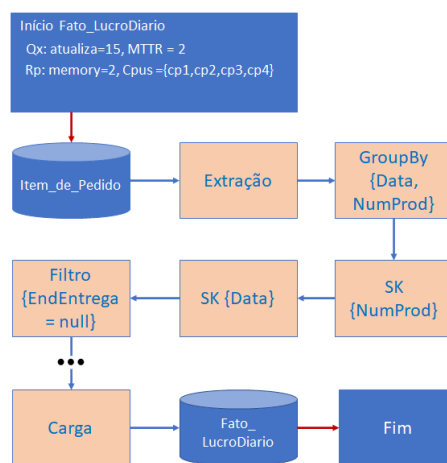 Início Fato_LucroDiario
Qx: atualiza=15, MTTR = 2
Rp: memory=2, Cpus ={cp1,cp2,cp3,cp4}
Item_de_Pedido
Extração
GroupBy
{Data,
NumProd}
SK
{NumProd}
SK {Data}
Filtro
{EndEntrega
= null}
•••
Carga
Fato_
LucroDiario
Fim